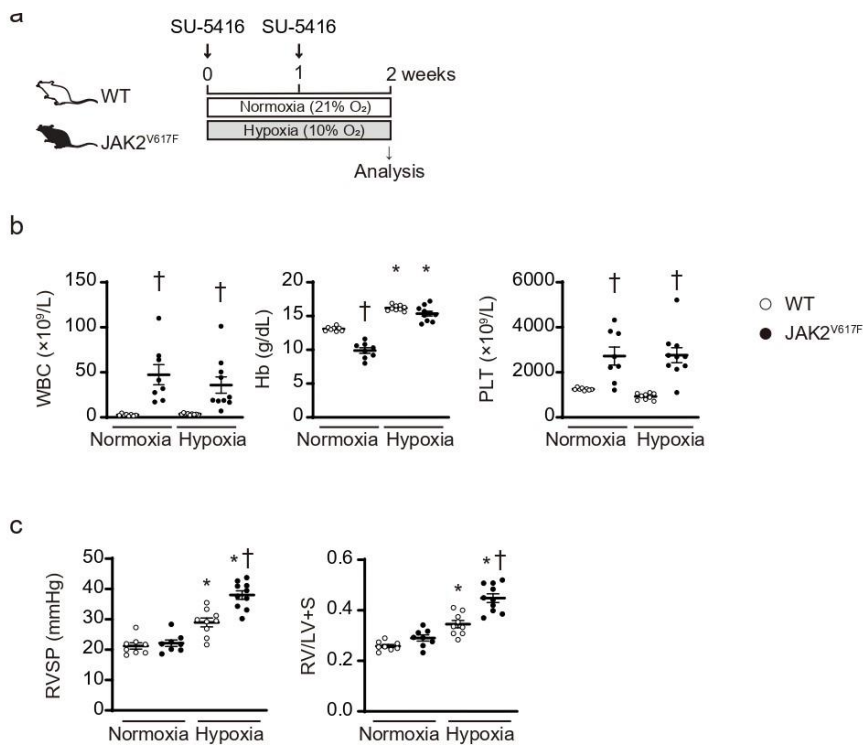 a
SU-5416 SU-5416
0 1 2 weeks
WT
Normoxia (21% O₂)
JAK2V617F
Hypoxia (10% O₂)
Analysis
b
WBC (×10⁹/L)
150
100
50
0
† †
Normoxia Hypoxia
Hb (g/dL)
20
15
10
5
0
† * *
Normoxia Hypoxia
PLT (×10⁹/L)
6000
4000
2000
0
† †
Normoxia Hypoxia
WT
JAK2V617F
c
RVSP (mmHg)
50
40
30
20
10
0
* *†
Normoxia Hypoxia
RV/LV+S
0.6
0.4
0.2
0.0
* *†
Normoxia Hypoxia